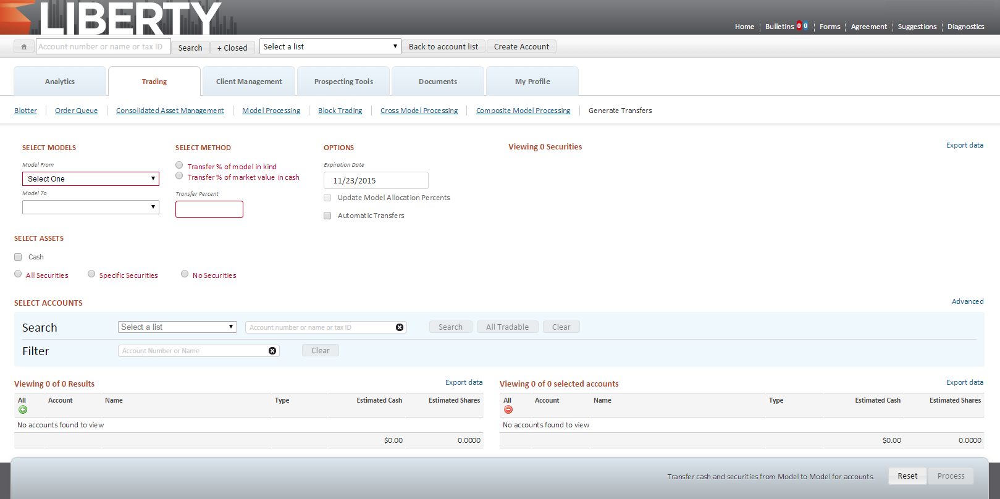 LIBERTY
Home Bulletins 0 0 Forms Agreement Suggestions Diagnostics
Account number or name or tax ID Search + Closed Select a list Back to account list Create Account
Analytics Trading Client Management Prospecting Tools Documents My Profile
Blotter Order Queue Consolidated Asset Management Model Processing Block Trading Cross Model Processing Composite Model Processing Generate Transfers
SELECT MODELS SELECT METHOD OPTIONS Viewing 0 Securities Export data
Model From Transfer % of model in kind Expiration Date
Select One Transfer % of market value in cash 11/23/2015
Model To Transfer Percent Update Model Allocation Percents
Automatic Transfers
SELECT ASSETS
Cash
All Securities Specific Securities No Securities
SELECT ACCOUNTS Advanced
Search Select a list Account number or name or tax ID Search All Tradable Clear
Filter Account Number or Name Clear
Viewing 0 of 0 Results Export data Viewing 0 of 0 selected accounts Export data
All Account Name Type Estimated Cash Estimated Shares All Account Name Type Estimated Cash Estimated Shares
No accounts found to view No accounts found to view
$0.00 0.0000 $0.00 0.0000
Transfer cash and securities from Model to Model for accounts. Reset Process